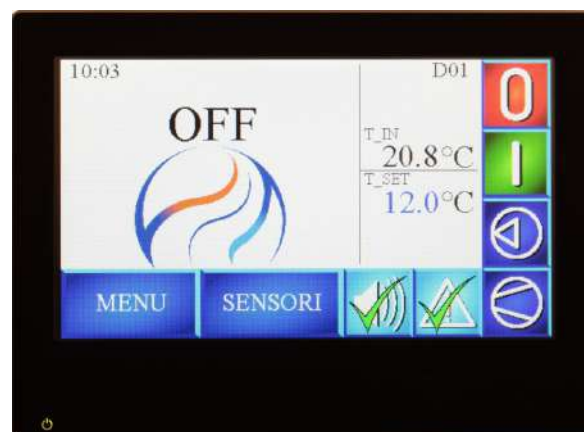 10:03
D01
OFF
T_IN
20.8°C
T_SET
12.0°C
MENU
SENSORI